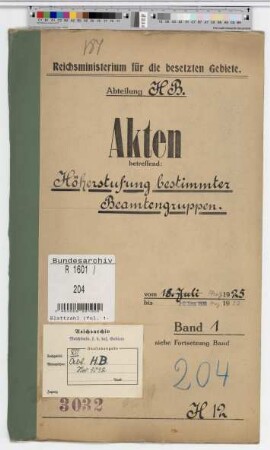 Reichsministerium für die besetzten Gebiete.
Abteilung H B.
Akten
betreffend:
Höherstufung bestimmter
Beamtengruppen.
Bundesarchiv
R 1601 /
204
vom 18. Juli 1925
bis
Band 1
siehe Fortsetzung Band
204
Reichsarchiv
Abt. H.B.
3032
H 12